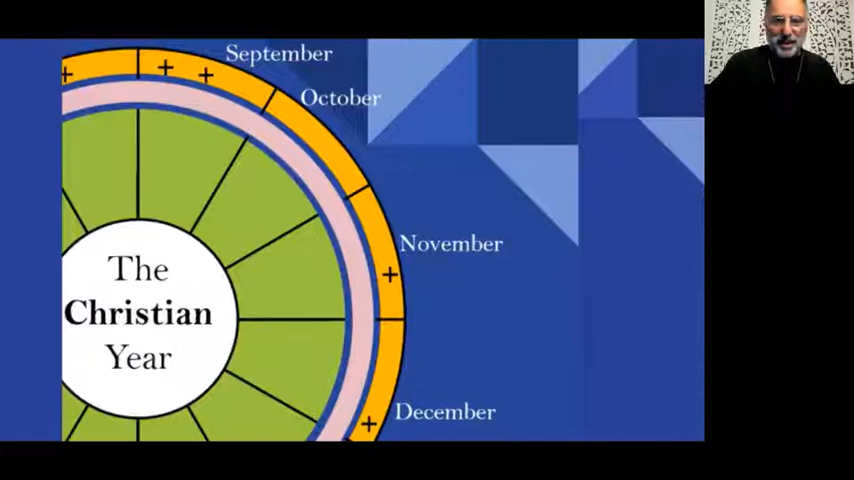 September
October
November
December
The
Christian
Year